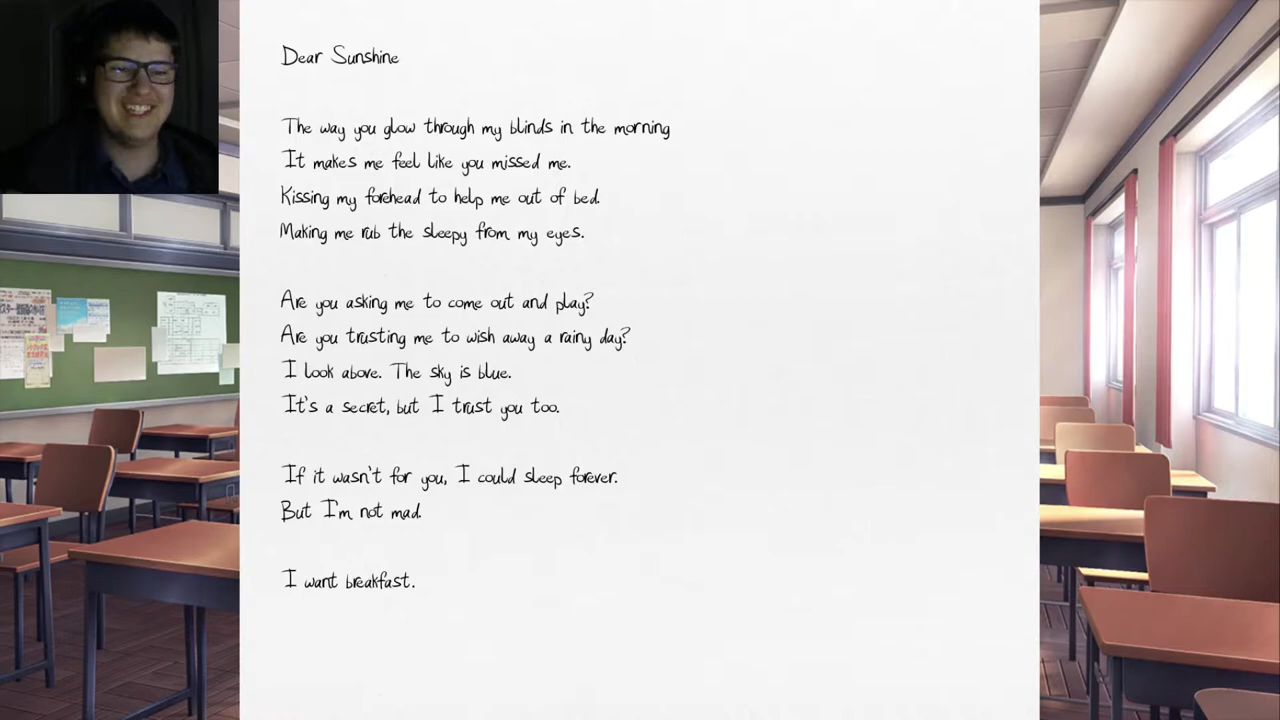 Dear Sunshine
The way you glow through my blinds in the morning
It makes me feel like you missed me.
Kissing my forehead to help me out of bed.
Making me rub the sleepy from my eyes.
Are you asking me to come out and play?
Are you trusting me to wish away a rainy day?
I look above. The sky is blue.
It's a secret, but I trust you too.
If it wasn't for you, I could sleep forever.
But I'm not mad.
I want breakfast.